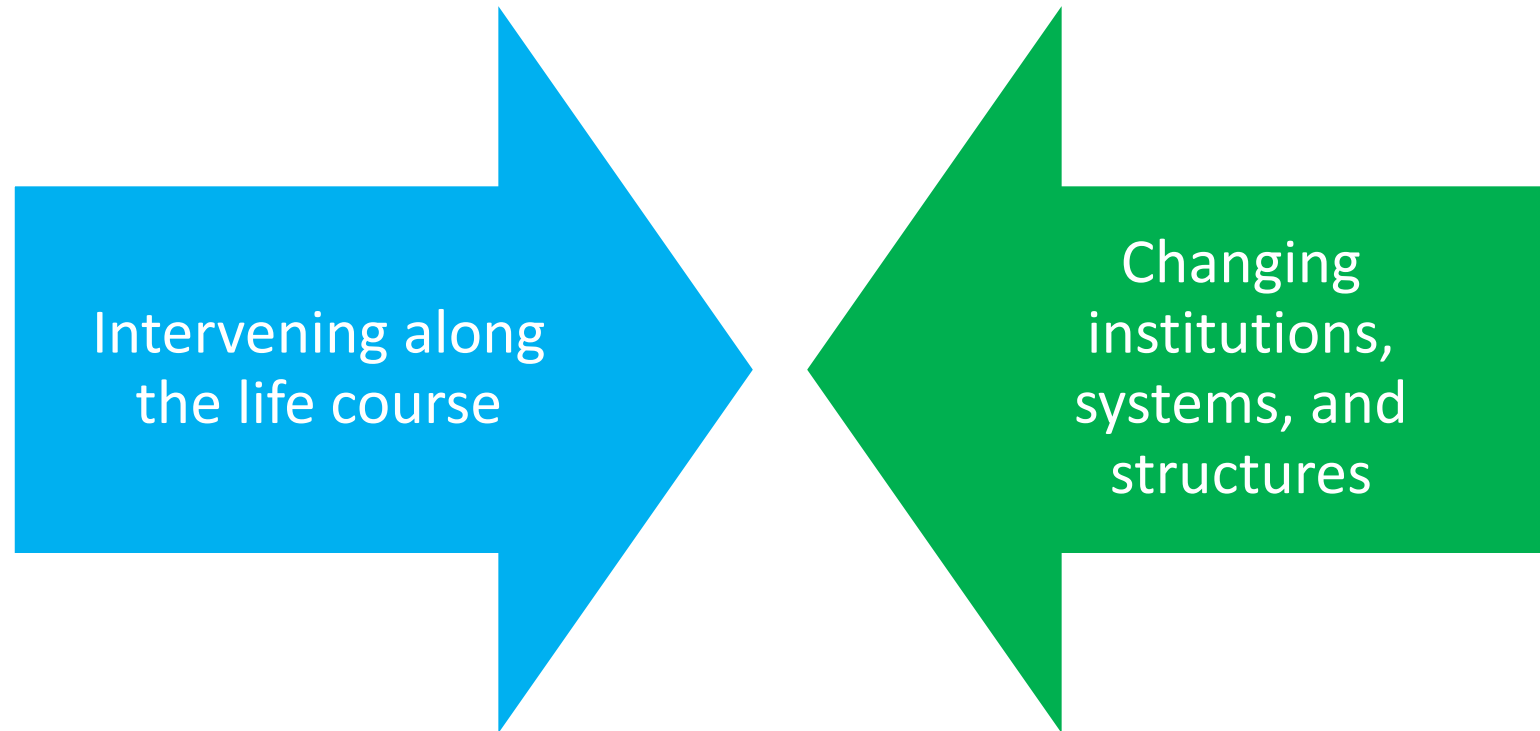 Intervening along
the life course
Changing
institutions,
systems, and
structures